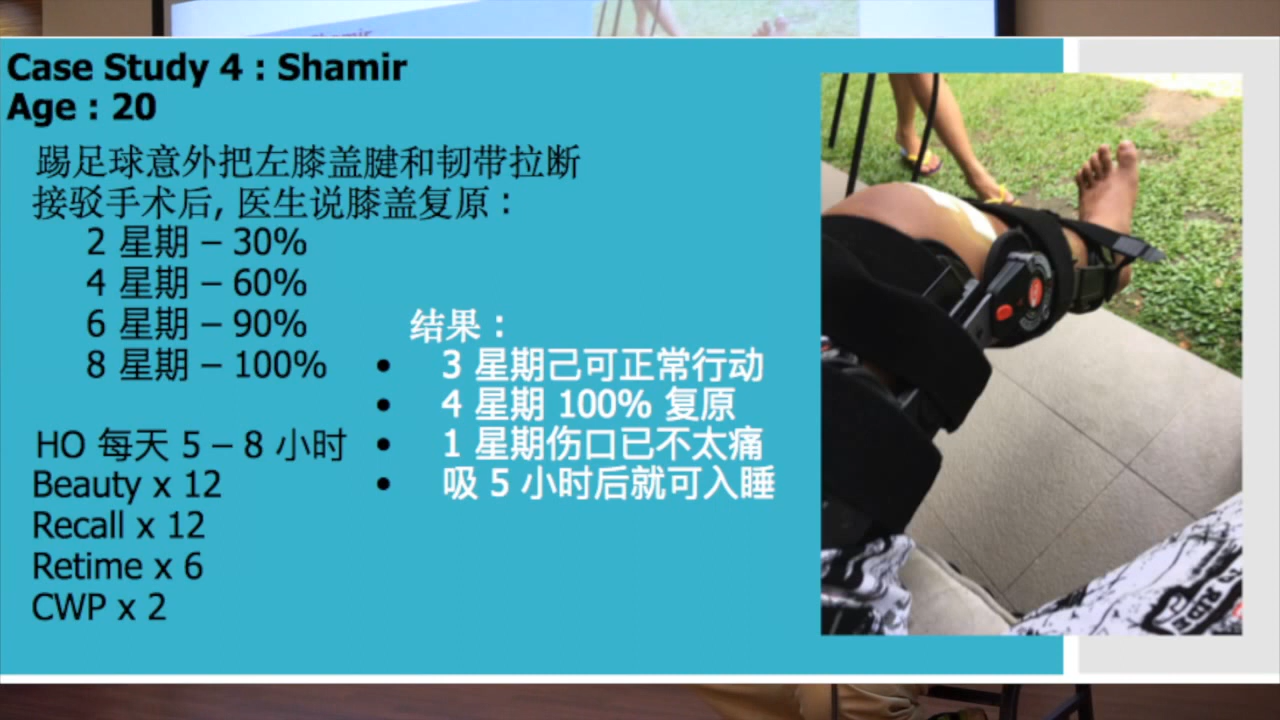 Case Study 4 : Shamir
Age : 20
踢足球意外把左膝盖腱和韧带拉断
接驳手术后, 医生说膝盖复原 :
2 星期 – 30%
4 星期 – 60%
6 星期 – 90%
8 星期 – 100%
HO 每天 5 – 8 小时
Beauty x 12
Recall x 12
Retime x 6
CWP x 2
结果 :
• 3 星期己可正常行动
• 4 星期 100% 复原
• 1 星期伤口已不太痛
• 吸 5 小时后就可入睡
RIDE